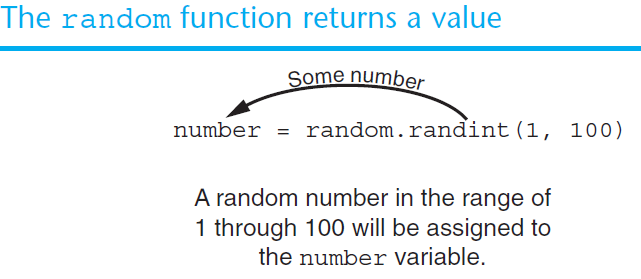 The random function returns a value
Some number
number = random.randint(1, 100)
A random number in the range of
1 through 100 will be assigned to
the number variable.